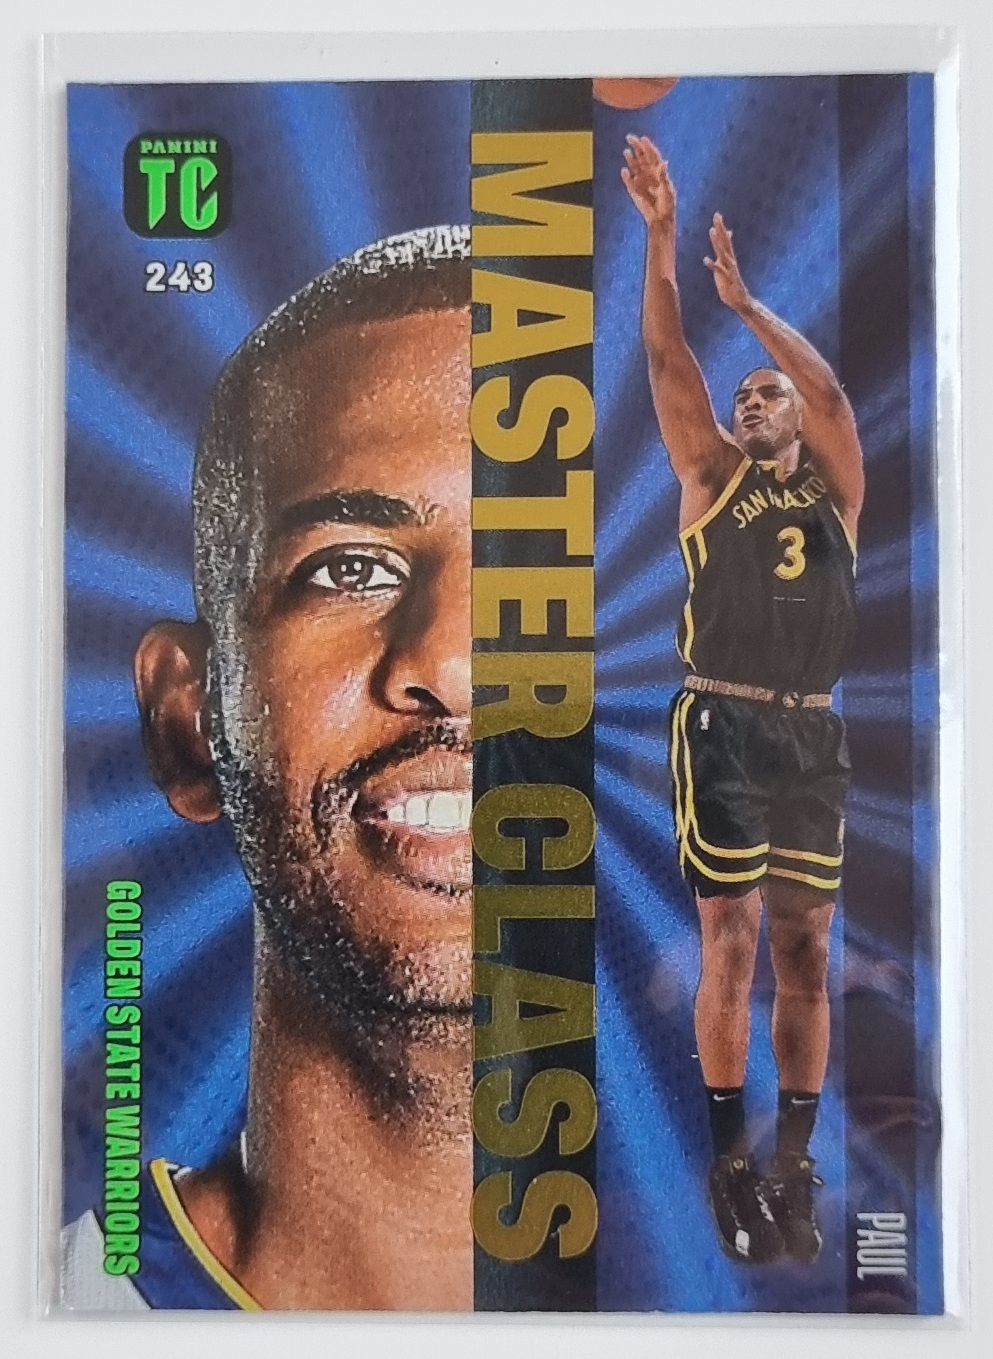 PANINI
TC
243
MASTER CLASS
SAN FRANCISCO
3
GOLDEN STATE WARRIORS
PAUL